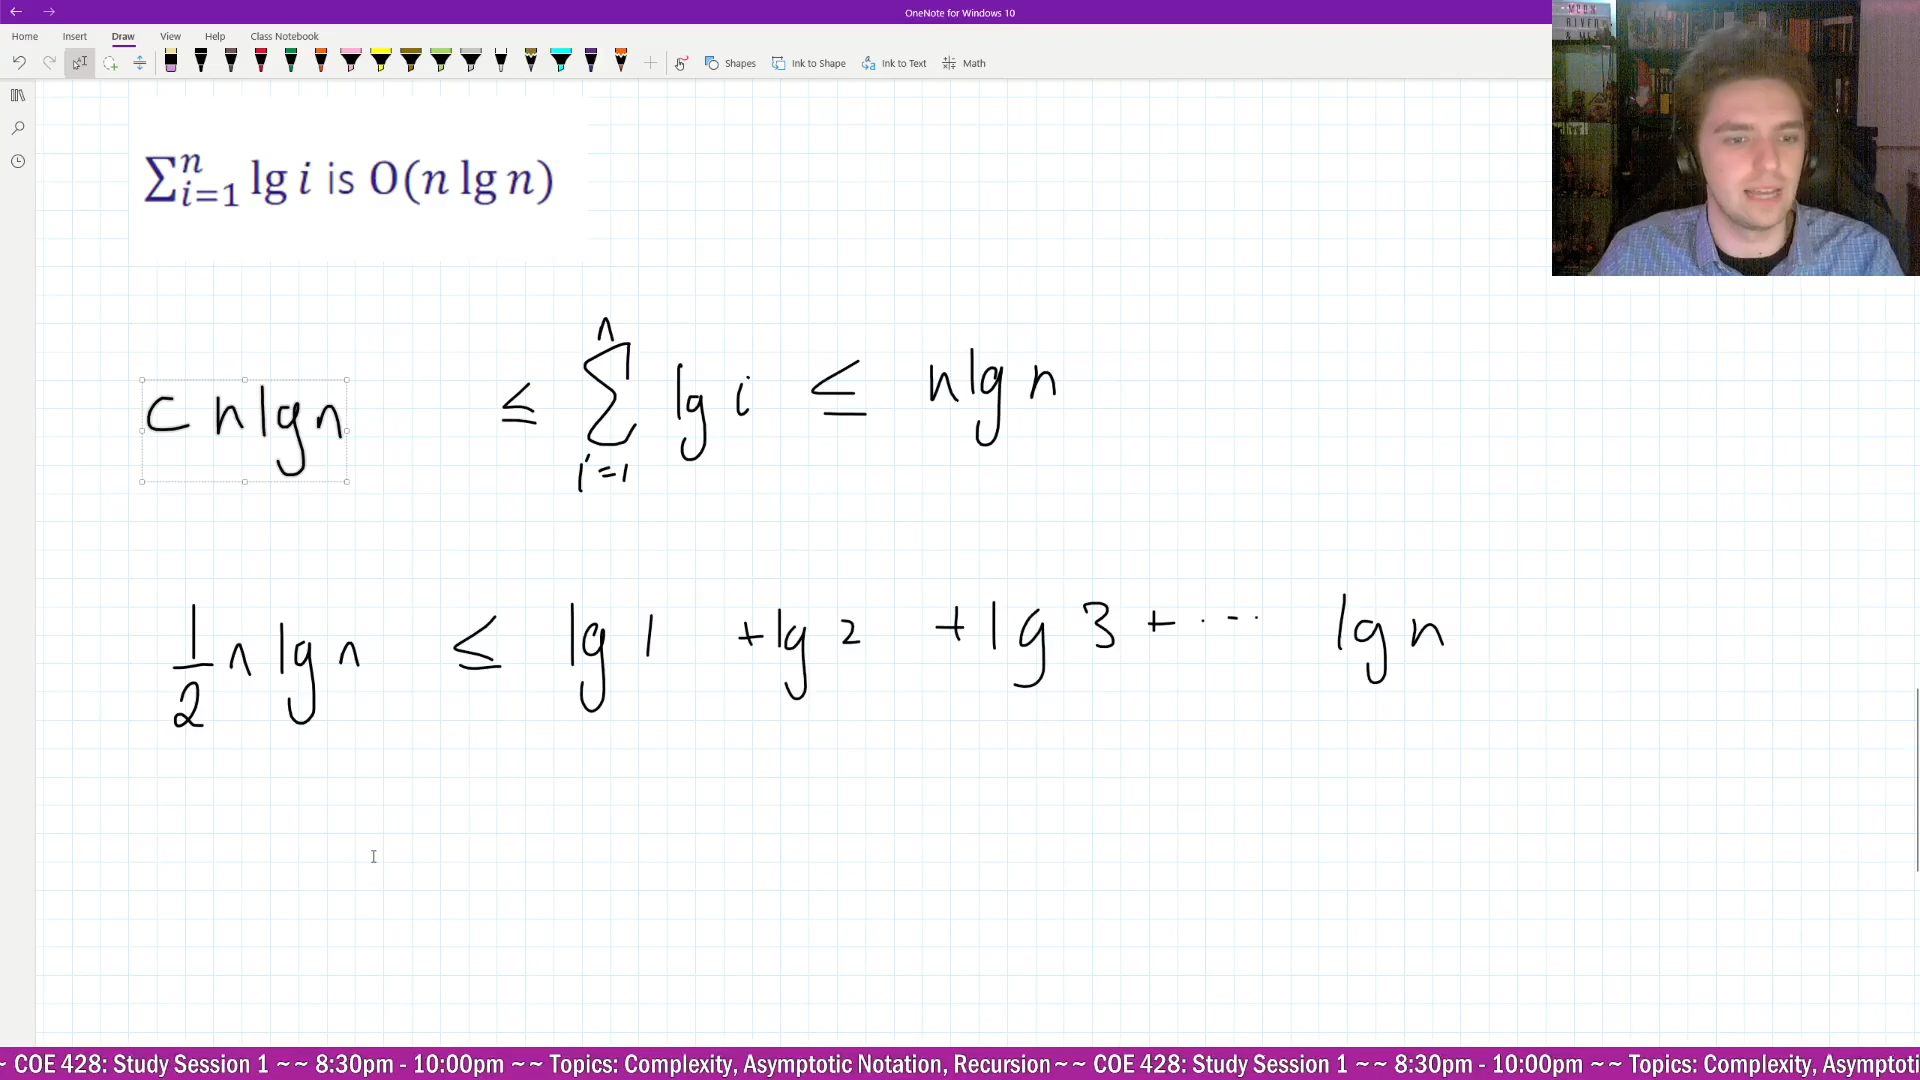 OneNote for Windows 10
Home Insert Draw View Help Class Notebook
Shapes Ink to Shape Ink to Text Math
MOON
RIVER
& ME
∑ⁿᵢ₌₁ lg i is O(n lg n)
c n lg n ≤ ∑ⁿᵢ₌₁ lg i ≤ n lg n
1/2 n lg n ≤ lg 1 + lg 2 + lg 3 + ... lg n
~ COE 428: Study Session 1 ~~ 8:30pm - 10:00pm ~~ Topics: Complexity, Asymptotic Notation, Recursion ~~ COE 428: Study Session 1 ~~ 8:30pm - 10:00pm ~~ Topics: Complexity, Asymptoti